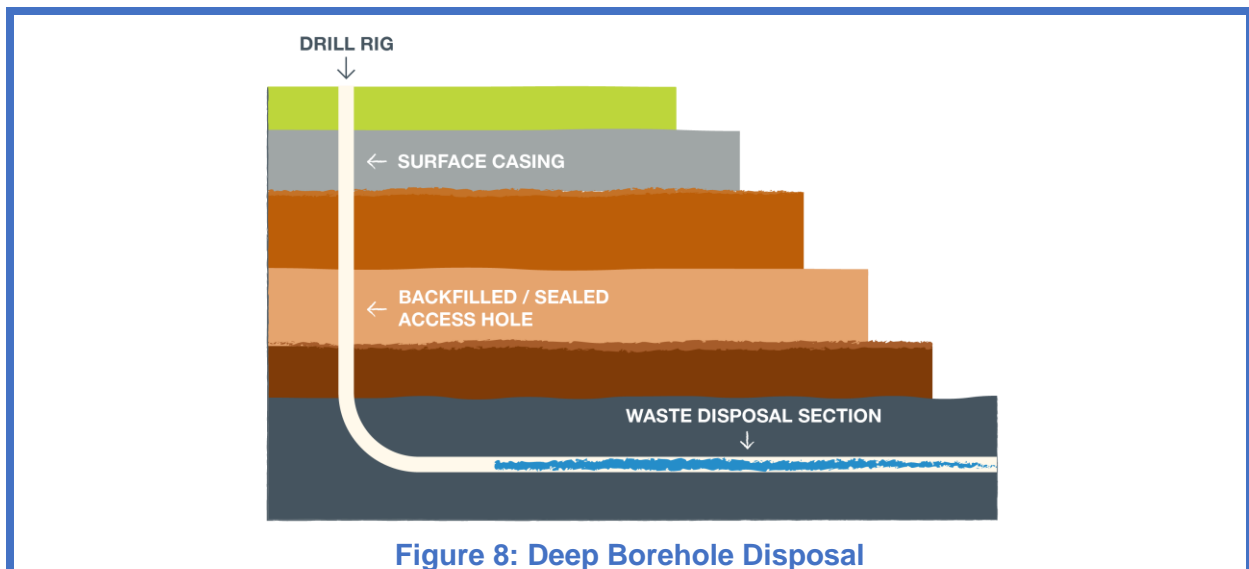 DRILL RIG
SURFACE CASING
BACKFILLED / SEALED
ACCESS HOLE
WASTE DISPOSAL SECTION
Figure 8: Deep Borehole Disposal